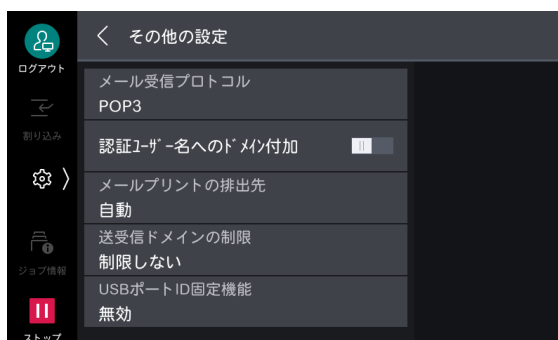 その他の設定
ログアウト
メール受信プロトコル
POP3
割り込み
認証ﾕｰｻﾞｰ名へのﾄﾞﾒｲﾝ付加
メールプリントの排出先
自動
送受信ドメインの制限
制限しない
ジョブ情報
USBポートID固定機能
無効
ストップ